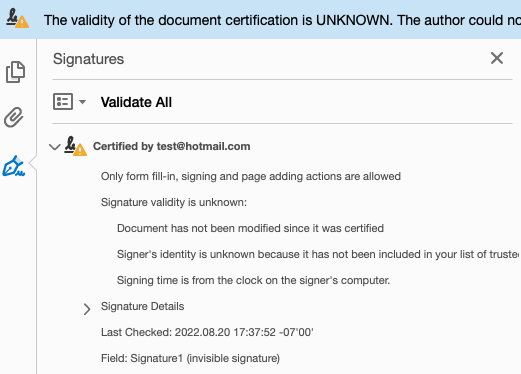 The validity of the document certification is UNKNOWN. The author could no
Signatures
Validate All
Certified by test@hotmail.com
Only form fill-in, signing and page adding actions are allowed
Signature validity is unknown:
Document has not been modified since it was certified
Signer's identity is unknown because it has not been included in your list of truste
Signing time is from the clock on the signer's computer.
Signature Details
Last Checked: 2022.08.20 17:37:52 -07'00'
Field: Signature1 (invisible signature)